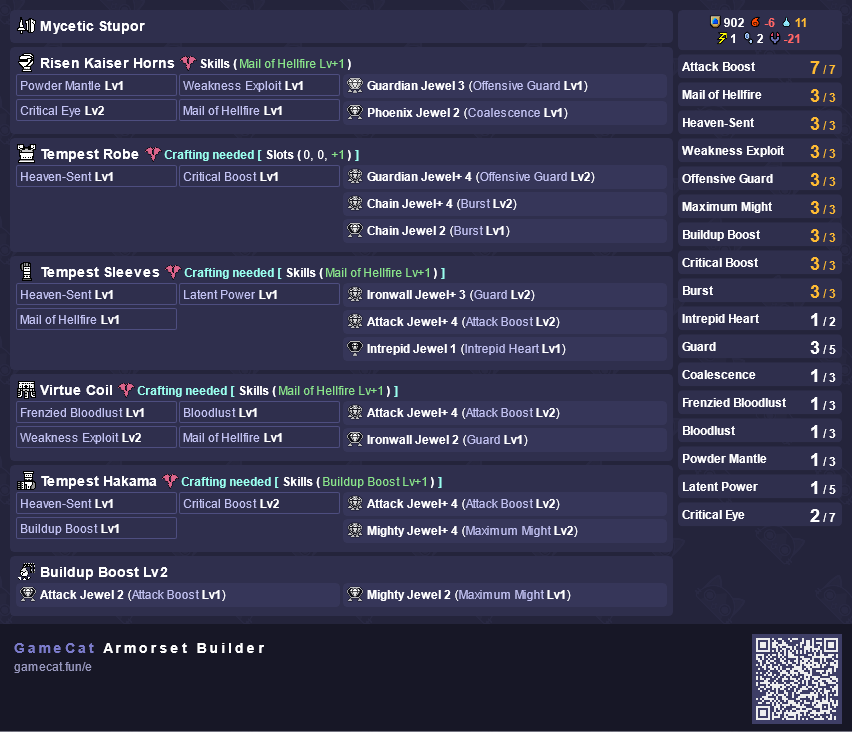 Mycetic Stupor
Risen Kaiser Horns Skills ( Mail of Hellfire Lv+1 )
Powder Mantle Lv1 Weakness Exploit Lv1
Critical Eye Lv2 Mail of Hellfire Lv1
Guardian Jewel 3 (Offensive Guard Lv1)
Phoenix Jewel 2 (Coalescence Lv1)
Tempest Robe Crafting needed [ Slots ( 0, 0, +1 ) ]
Heaven-Sent Lv1 Critical Boost Lv1
Guardian Jewel+ 4 (Offensive Guard Lv2)
Chain Jewel+ 4 (Burst Lv2)
Chain Jewel 2 (Burst Lv1)
Tempest Sleeves Crafting needed [ Skills ( Mail of Hellfire Lv+1 ) ]
Heaven-Sent Lv1 Latent Power Lv1
Mail of Hellfire Lv1
Ironwall Jewel+ 3 (Guard Lv2)
Attack Jewel+ 4 (Attack Boost Lv2)
Intrepid Jewel 1 (Intrepid Heart Lv1)
Virtue Coil Crafting needed [ Skills ( Mail of Hellfire Lv+1 ) ]
Frenzied Bloodlust Lv1 Bloodlust Lv1
Weakness Exploit Lv2 Mail of Hellfire Lv1
Attack Jewel+ 4 (Attack Boost Lv2)
Ironwall Jewel 2 (Guard Lv1)
Tempest Hakama Crafting needed [ Skills ( Buildup Boost Lv+1 ) ]
Heaven-Sent Lv1 Critical Boost Lv2
Buildup Boost Lv1
Attack Jewel+ 4 (Attack Boost Lv2)
Mighty Jewel+ 4 (Maximum Might Lv2)
Buildup Boost Lv2
Attack Jewel 2 (Attack Boost Lv1) Mighty Jewel 2 (Maximum Might Lv1)
902 -6 11
1 2 -21
Attack Boost 7 / 7
Mail of Hellfire 3 / 3
Heaven-Sent 3 / 3
Weakness Exploit 3 / 3
Offensive Guard 3 / 3
Maximum Might 3 / 3
Buildup Boost 3 / 3
Critical Boost 3 / 3
Burst 3 / 3
Intrepid Heart 1 / 2
Guard 3 / 5
Coalescence 1 / 3
Frenzied Bloodlust 1 / 3
Bloodlust 1 / 3
Powder Mantle 1 / 3
Latent Power 1 / 5
Critical Eye 2 / 7
GameCat Armorset Builder
gamecat.fun/e